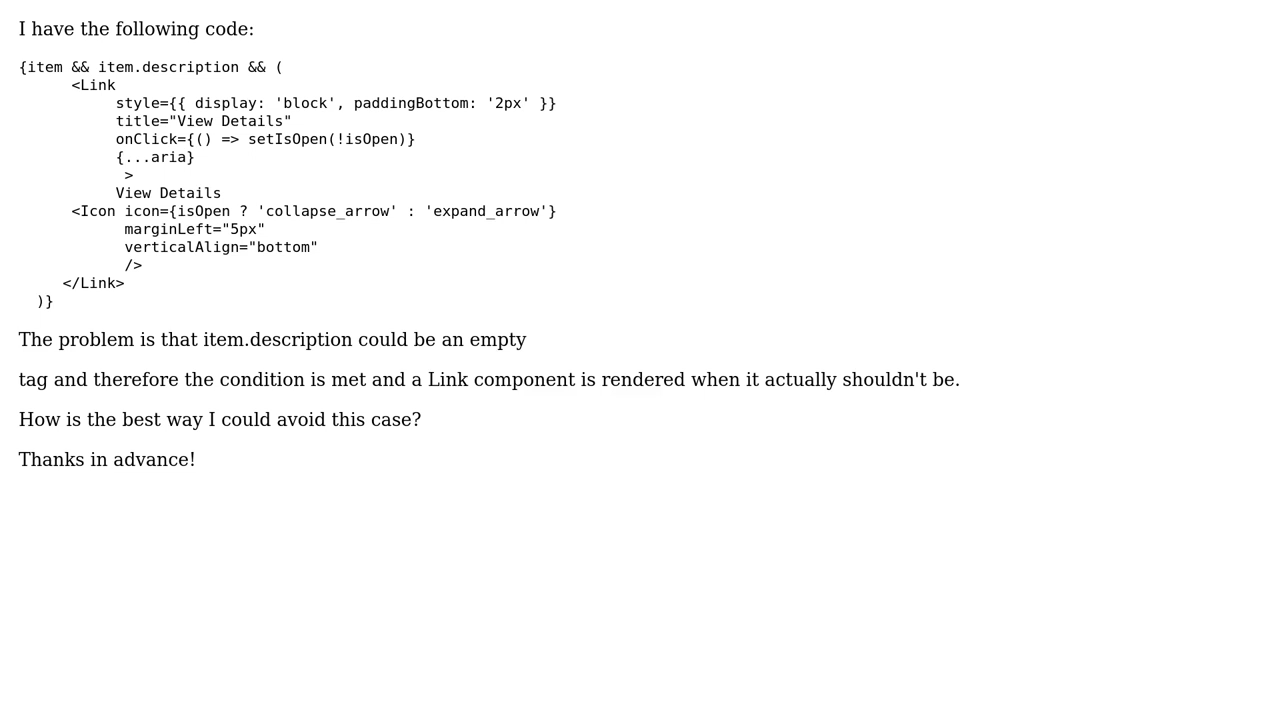 I have the following code:
{item && item.description && (
      <Link
           style={{ display: 'block', paddingBottom: '2px' }}
           title="View Details"
           onClick={() => setIsOpen(!isOpen)}
           {...aria}
            >
           View Details
      <Icon icon={isOpen ? 'collapse_arrow' : 'expand_arrow'}
            marginLeft="5px"
            verticalAlign="bottom"
            />
     </Link>
  )}
The problem is that item.description could be an empty
tag and therefore the condition is met and a Link component is rendered when it actually shouldn't be.
How is the best way I could avoid this case?
Thanks in advance!